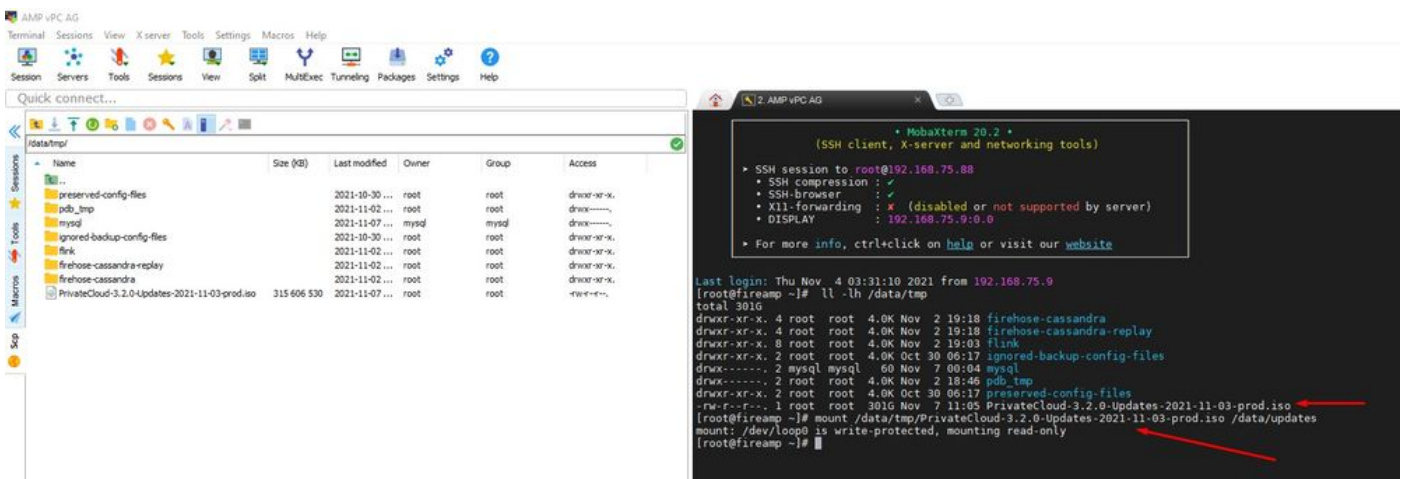 AMP vPC AG
Terminal Sessions View X server Tools Settings Macros Help
Session Servers Tools Sessions View Split MultiExec Tunneling Packages Settings Help
Quick connect...
/data/tmp/
Name Size (KB) Last modified Owner Group Access
..
preserved-config-files 2021-10-30 ... root root drwxr-xr-x.
pdb_tmp 2021-11-02 ... root root drwx------.
mysql 2021-11-07 ... mysql mysql drwx------.
ignored-backup-config-files 2021-10-30 ... root root drwxr-xr-x.
flink 2021-11-02 ... root root drwxr-xr-x.
firehose-cassandra-replay 2021-11-02 ... root root drwxr-xr-x.
firehose-cassandra 2021-11-02 ... root root drwxr-xr-x.
PrivateCloud-3.2.0-Updates-2021-11-03-prod.iso 315 606 530 2021-11-07 ... root root -rw-r--r--.
Sessions
Tools
Macros
Scp
2. AMP vPC AG
• MobaXterm 20.2 •
(SSH client, X-server and networking tools)
➤ SSH session to root@192.168.75.88
• SSH compression : ✔
• SSH-browser : ✔
• X11-forwarding : ✘ (disabled or not supported by server)
• DISPLAY : 192.168.75.9:0.0
➤ For more info, ctrl+click on help or visit our website
Last login: Thu Nov 4 03:31:10 2021 from 192.168.75.9
[root@fireamp ~]# ll -lh /data/tmp
total 301G
drwxr-xr-x. 4 root root 4.0K Nov 2 19:18 firehose-cassandra
drwxr-xr-x. 4 root root 4.0K Nov 2 19:18 firehose-cassandra-replay
drwxr-xr-x. 8 root root 4.0K Nov 2 19:03 flink
drwxr-xr-x. 2 root root 4.0K Oct 30 06:17 ignored-backup-config-files
drwx------. 2 mysql mysql 60 Nov 7 00:04 mysql
drwx------. 2 root root 4.0K Nov 2 18:46 pdb_tmp
drwxr-xr-x. 2 root root 4.0K Oct 30 06:17 preserved-config-files
-rw-r--r--. 1 root root 301G Nov 7 11:05 PrivateCloud-3.2.0-Updates-2021-11-03-prod.iso
[root@fireamp ~]# mount /data/tmp/PrivateCloud-3.2.0-Updates-2021-11-03-prod.iso /data/updates
mount: /dev/loop0 is write-protected, mounting read-only
[root@fireamp ~]#